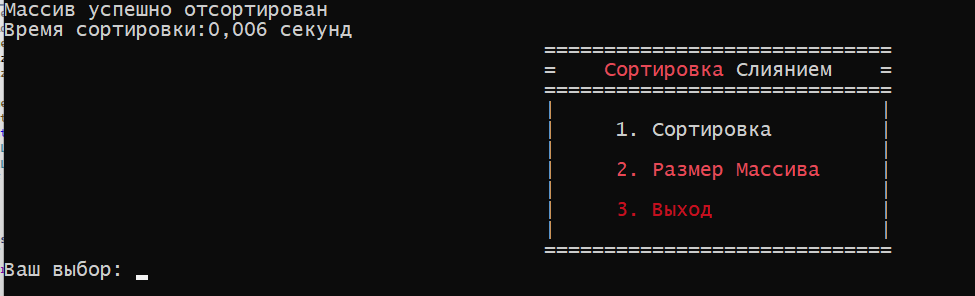 Массив успешно отсортирован
Время сортировки:0,006 секунд
=============================
= Сортировка Слиянием =
=============================
| |
| 1. Сортировка |
| |
| 2. Размер Массива |
| |
| 3. Выход |
| |
=============================
Ваш выбор: _